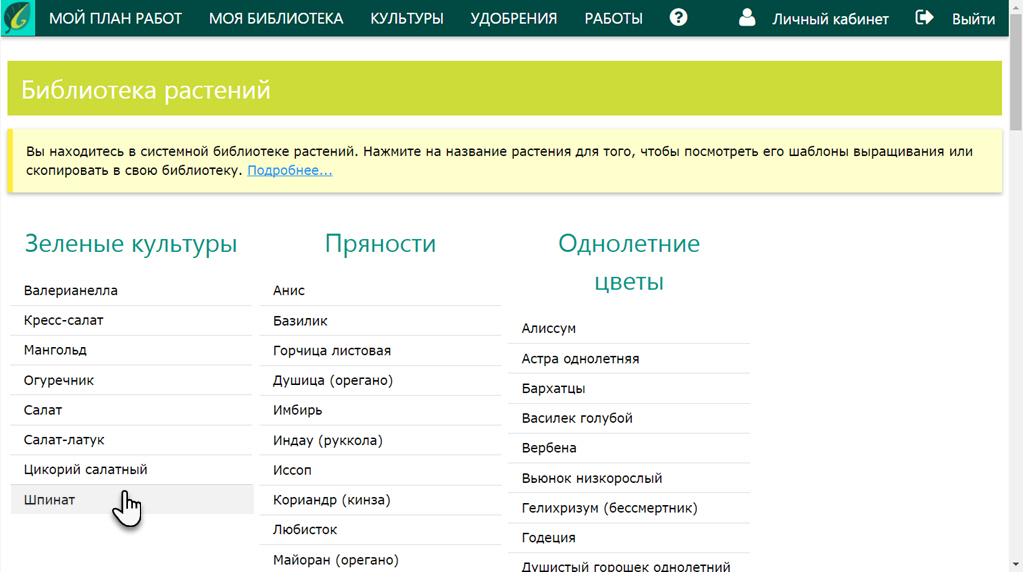 МОЙ ПЛАН РАБОТ МОЯ БИБЛИОТЕКА КУЛЬТУРЫ УДОБРЕНИЯ РАБОТЫ ? Личный кабинет Выйти
Библиотека растений
Вы находитесь в системной библиотеке растений. Нажмите на название растения для того, чтобы посмотреть его шаблоны выращивания или
скопировать в свою библиотеку. Подробнее...
Зеленые культуры
Валерианелла
Кресс-салат
Мангольд
Огуречник
Салат
Салат-латук
Цикорий салатный
Шпинат
Пряности
Анис
Базилик
Горчица листовая
Душица (орегано)
Имбирь
Индау (руккола)
Иссоп
Кориандр (кинза)
Любисток
Майоран (орегано)
Однолетние
цветы
Алиссум
Астра однолетняя
Бархатцы
Василек голубой
Вербена
Вьюнок низкорослый
Гелихризум (бессмертник)
Годеция
Душистый горошек однолетний